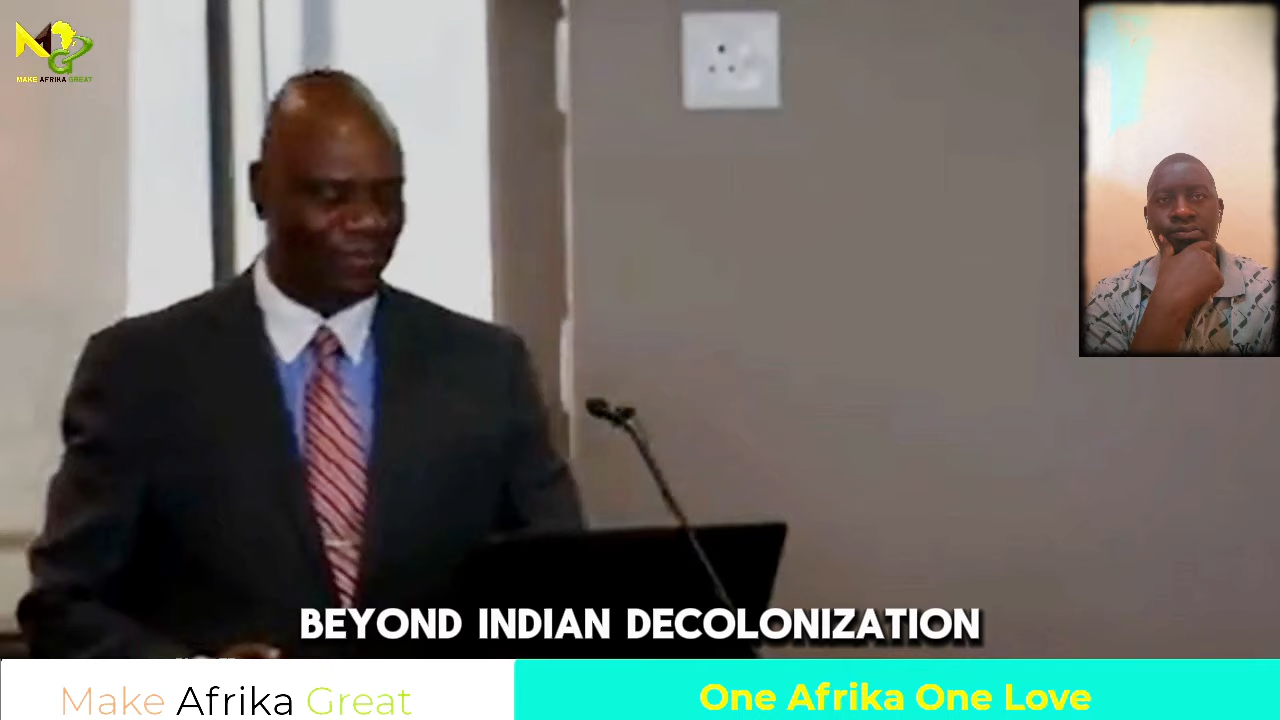 MAKE AFRIKA GREAT
BEYOND INDIAN DECOLONIZATION
Make Afrika Great
One Afrika One Love